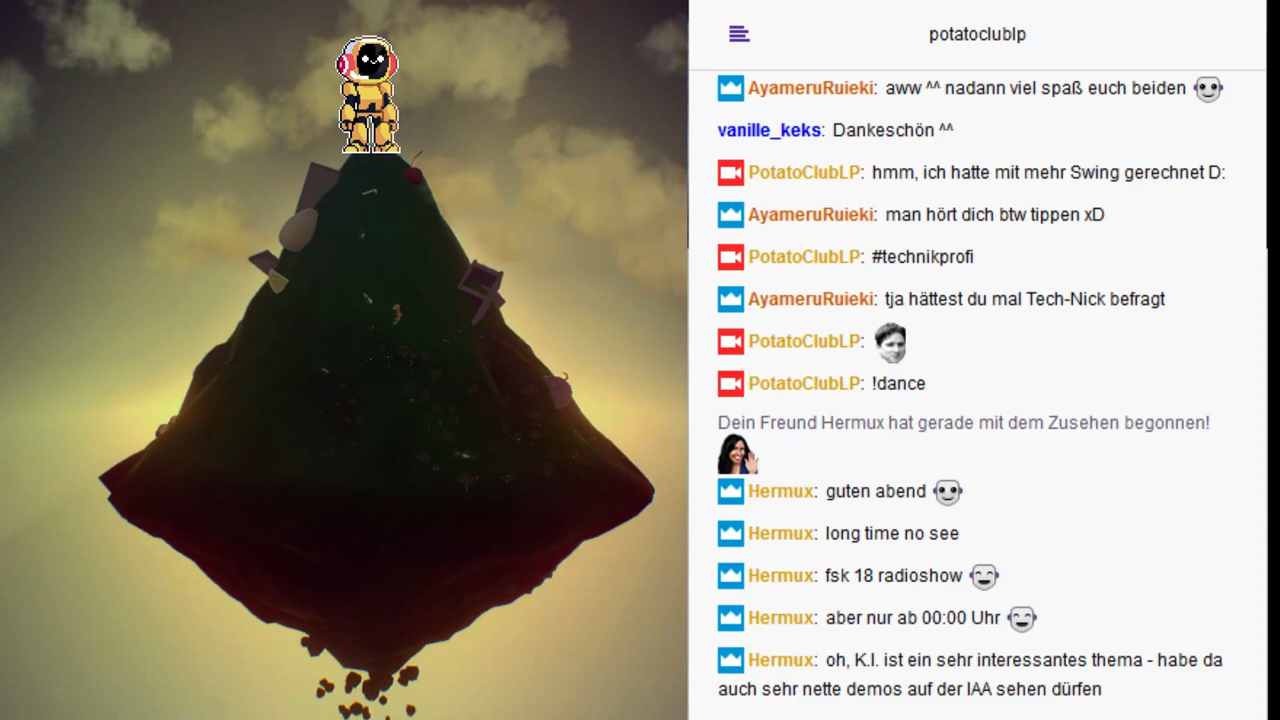 potatoclublp
AyameruRuieki: aww ^^ nadann viel spaß euch beiden
vanille_keks: Dankeschön ^^
PotatoClubLP: hmm, ich hatte mit mehr Swing gerechnet D:
AyameruRuieki: man hört dich btw tippen xD
PotatoClubLP: #technikprofi
AyameruRuieki: tja hättest du mal Tech-Nick befragt
PotatoClubLP:
PotatoClubLP: !dance
Dein Freund Hermux hat gerade mit dem Zusehen begonnen!
Hermux: guten abend
Hermux: long time no see
Hermux: fsk 18 radioshow
Hermux: aber nur ab 00:00 Uhr
Hermux: oh, K.I. ist ein sehr interessantes thema - habe da
auch sehr nette demos auf der IAA sehen dürfen